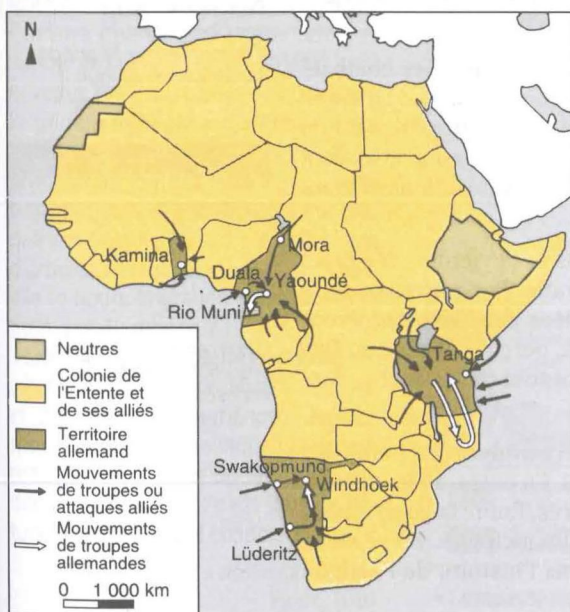 N
Kamina
Mora
Duala
Yaoundé
Rio Muni
Tanga
Swakopmund
Windhoek
Lüderitz
Neutres
Colonie de
l'Entente et
de ses alliés
Territoire
allemand
Mouvements
de troupes ou
attaques alliés
Mouvements
de troupes
allemandes
0 1 000 km